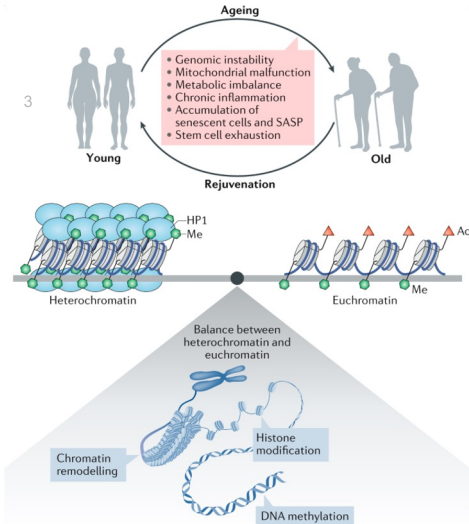 Ageing
• Genomic instability
• Mitochondrial malfunction
• Metabolic imbalance
• Chronic inflammation
• Accumulation of
senescent cells and SASP
• Stem cell exhaustion
3
Young
Old
Rejuvenation
HP1
Me
Ac
Me
Heterochromatin
Euchromatin
Balance between
heterochromatin and
euchromatin
Histone
modification
Chromatin
remodelling
DNA methylation